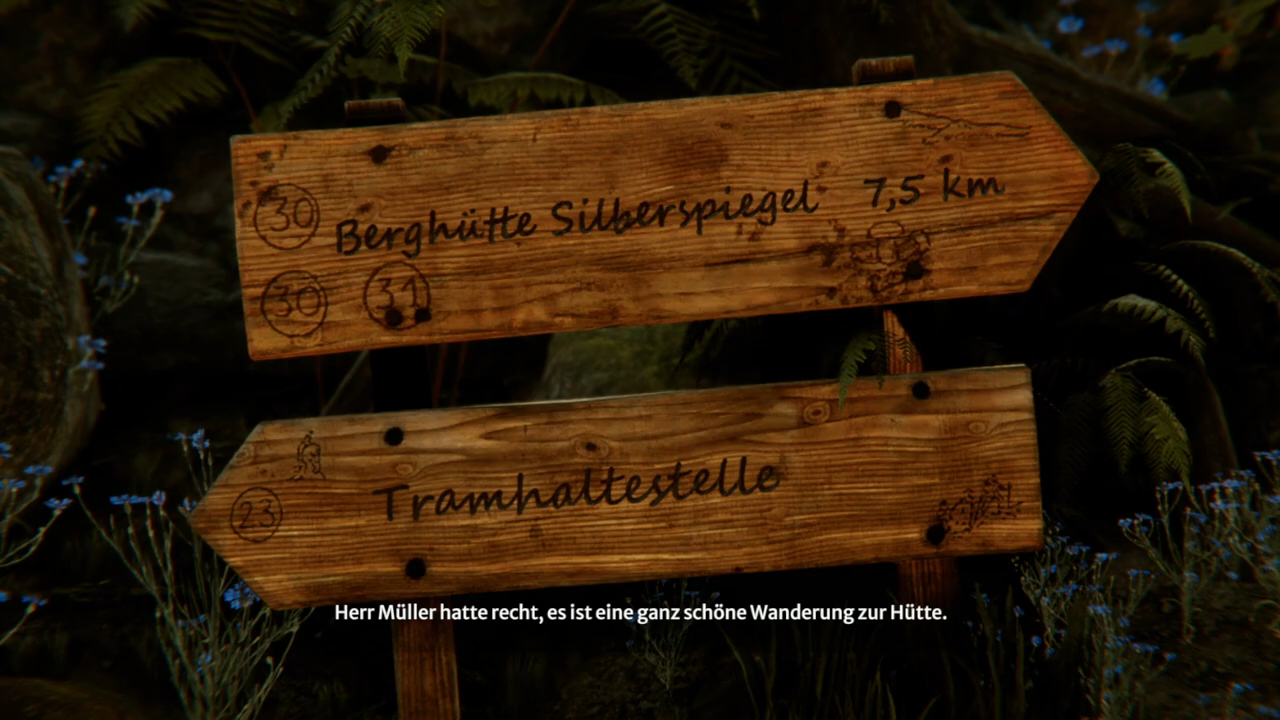 30 Berghütte Silberspiegel 7,5 km
30 31
23 Tramhaltestelle
Herr Müller hatte recht, es ist eine ganz schöne Wanderung zur Hütte.